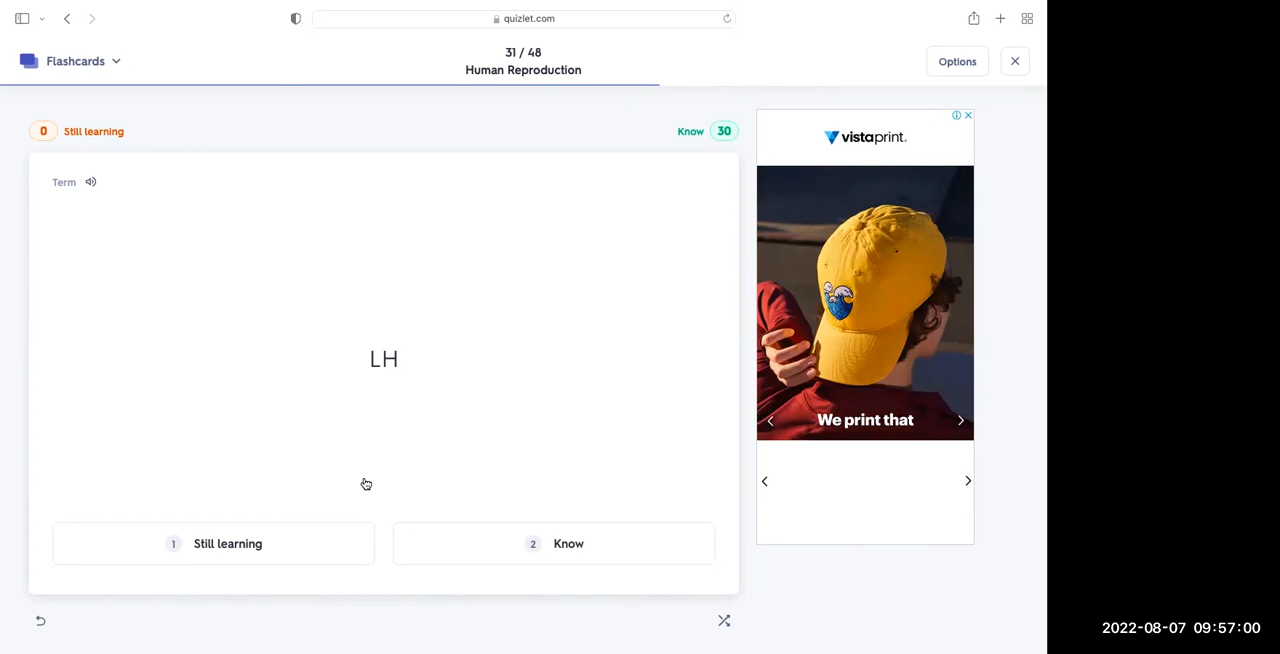 quizlet.com
Flashcards
31 / 48
Human Reproduction
Options
0 Still learning
Know 30
Term
LH
1 Still learning
2 Know
vistaprint.
We print that
2022-08-07 09:57:00